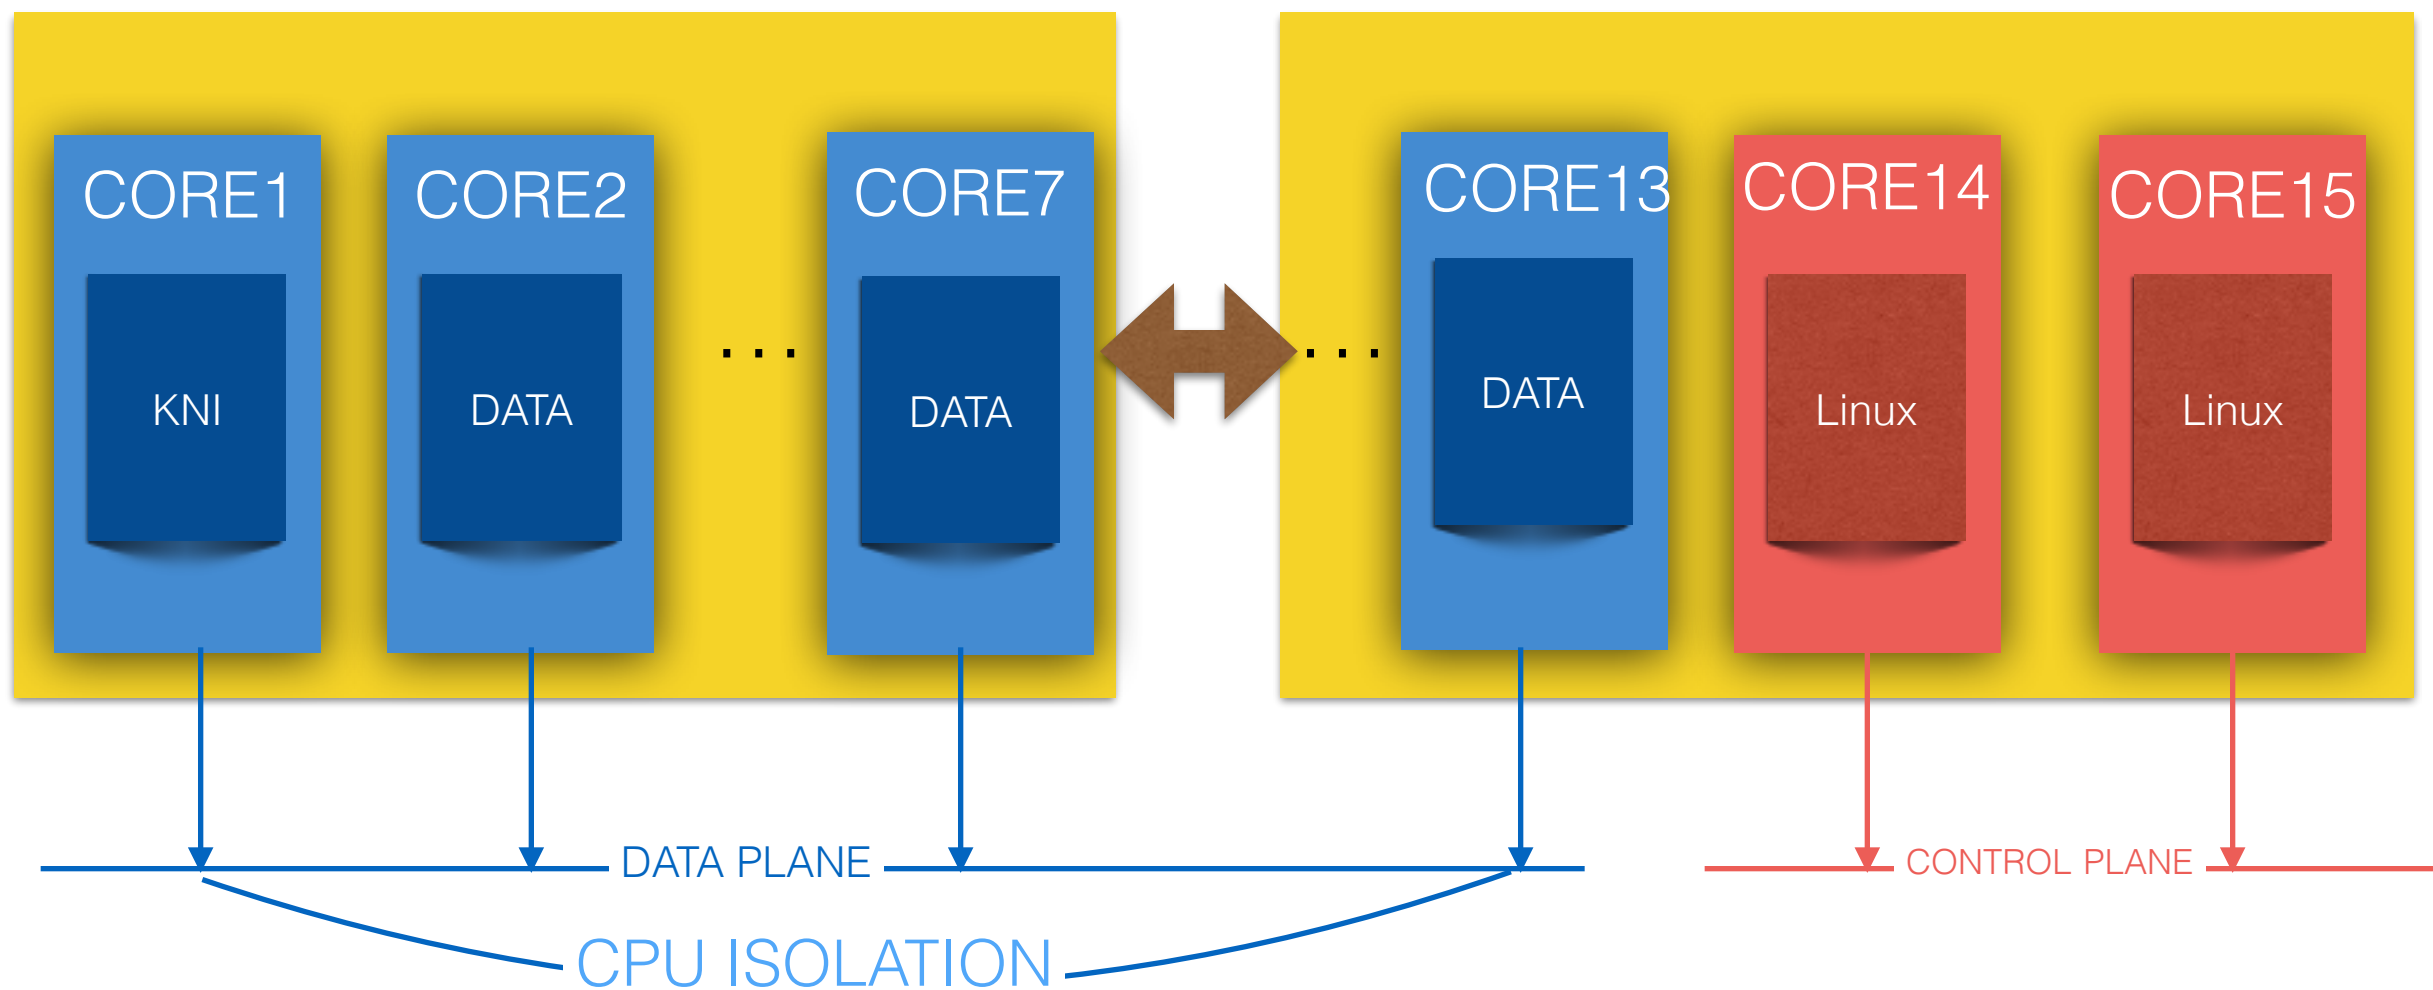 CORE1
CORE2
CORE7
CORE13
CORE14
CORE15
KNI
DATA
...
DATA
...
DATA
Linux
Linux
DATA PLANE
CONTROL PLANE
CPU ISOLATION